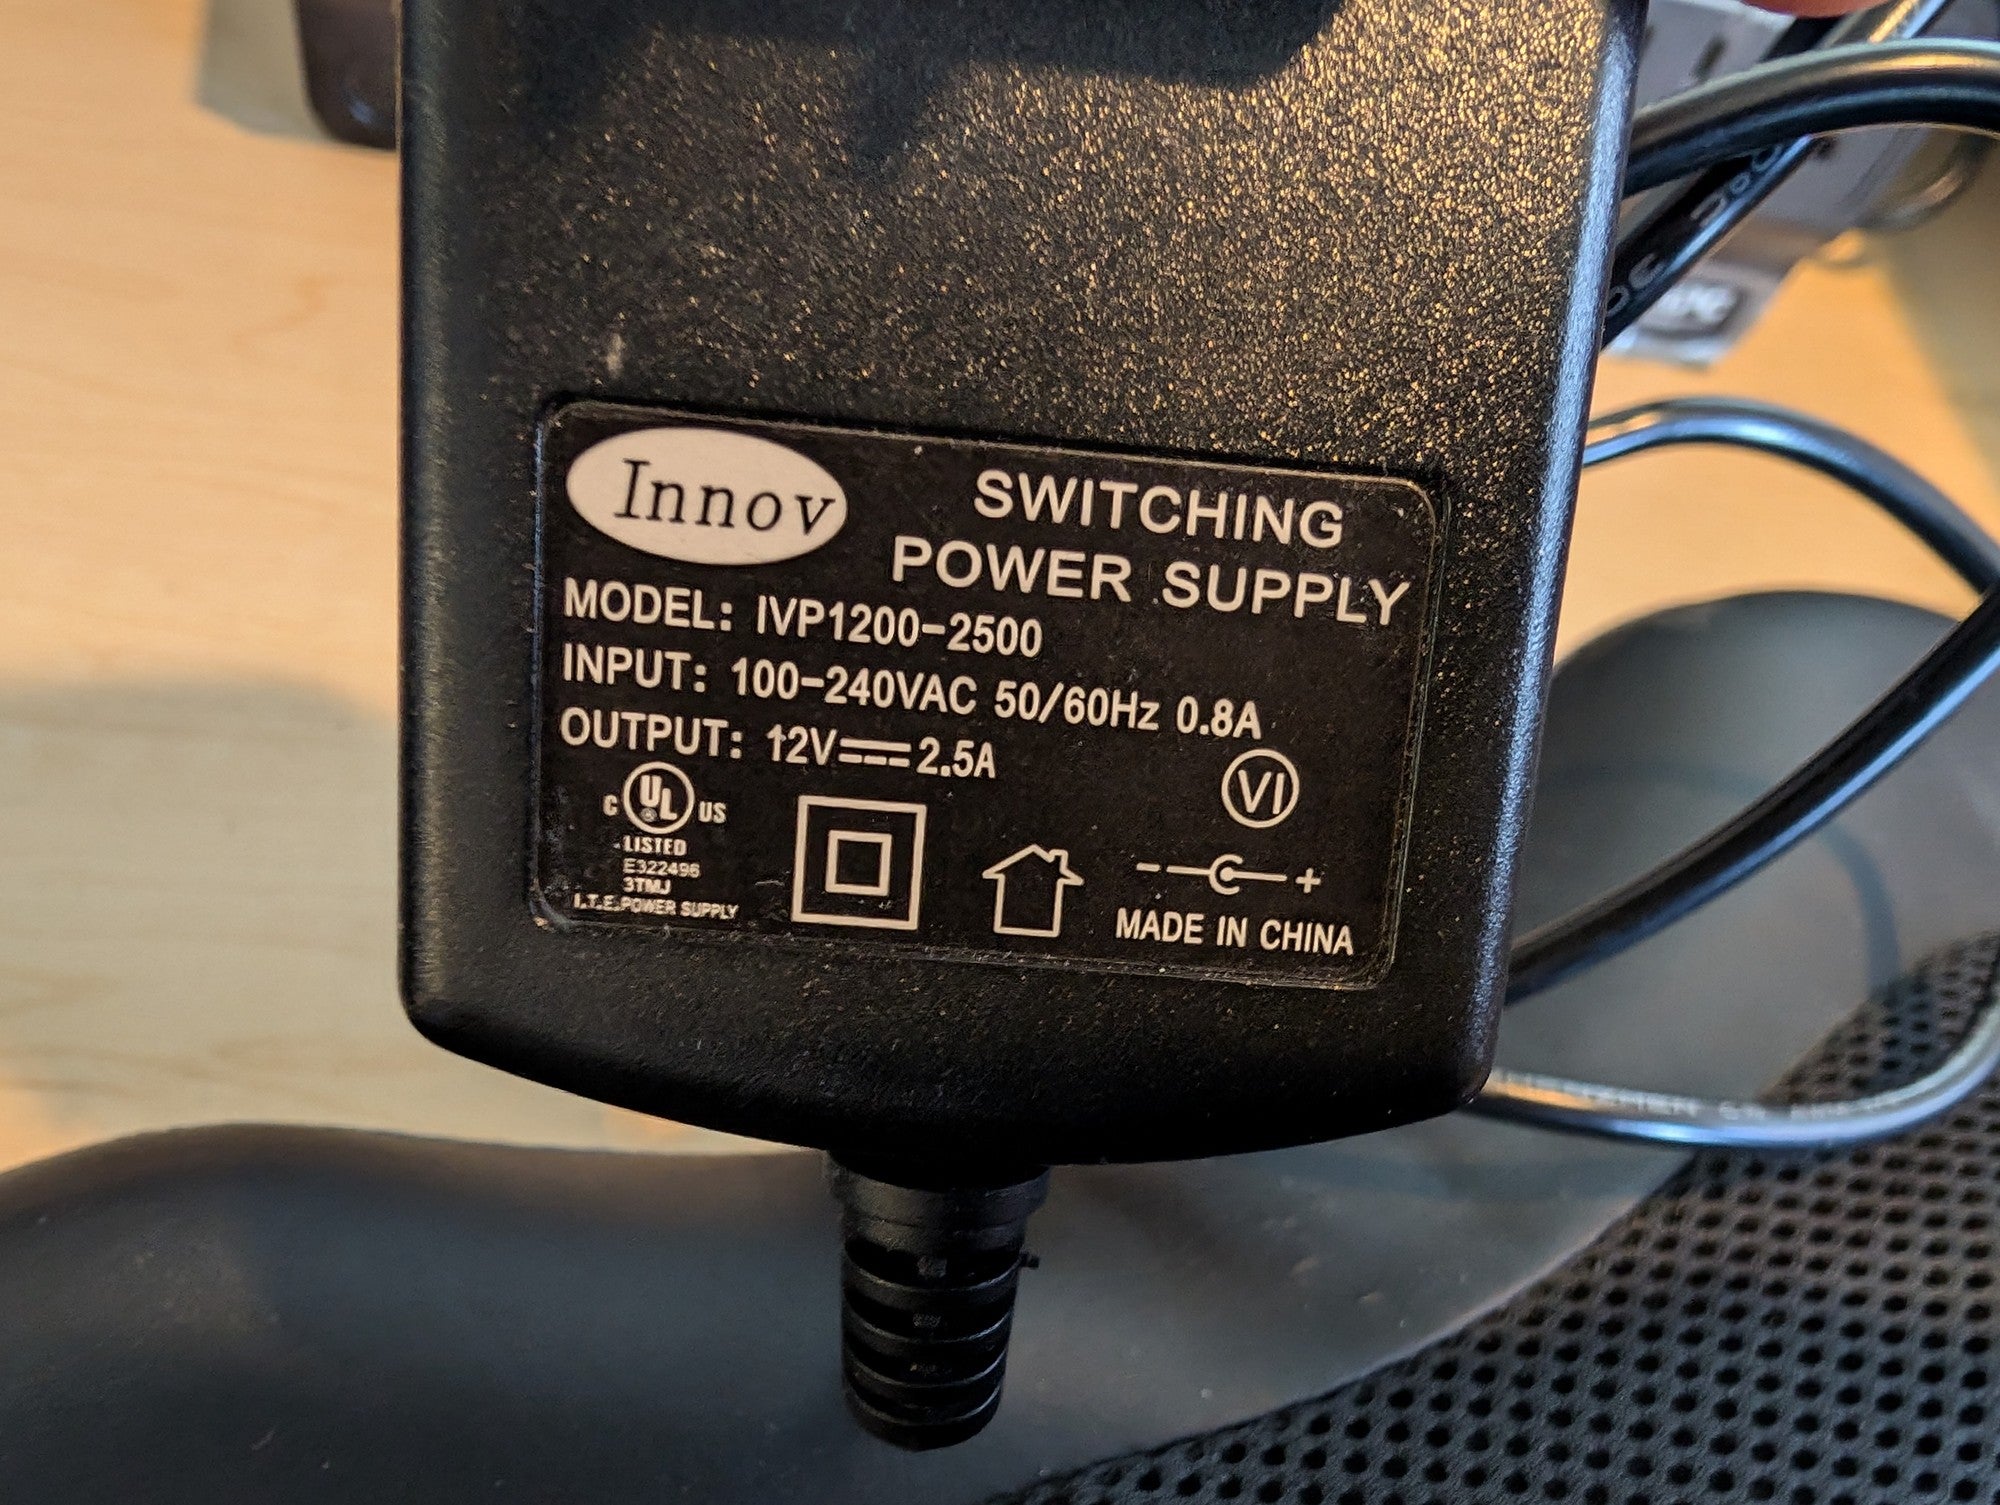 Innov
SWITCHING
POWER SUPPLY
MODEL: IVP1200-2500
INPUT: 100-240VAC 50/60Hz 0.8A
OUTPUT: 12V 2.5A
VI
C UL US
LISTED
E322496
3TMJ
I.T.E. POWER SUPPLY
- +
MADE IN CHINA